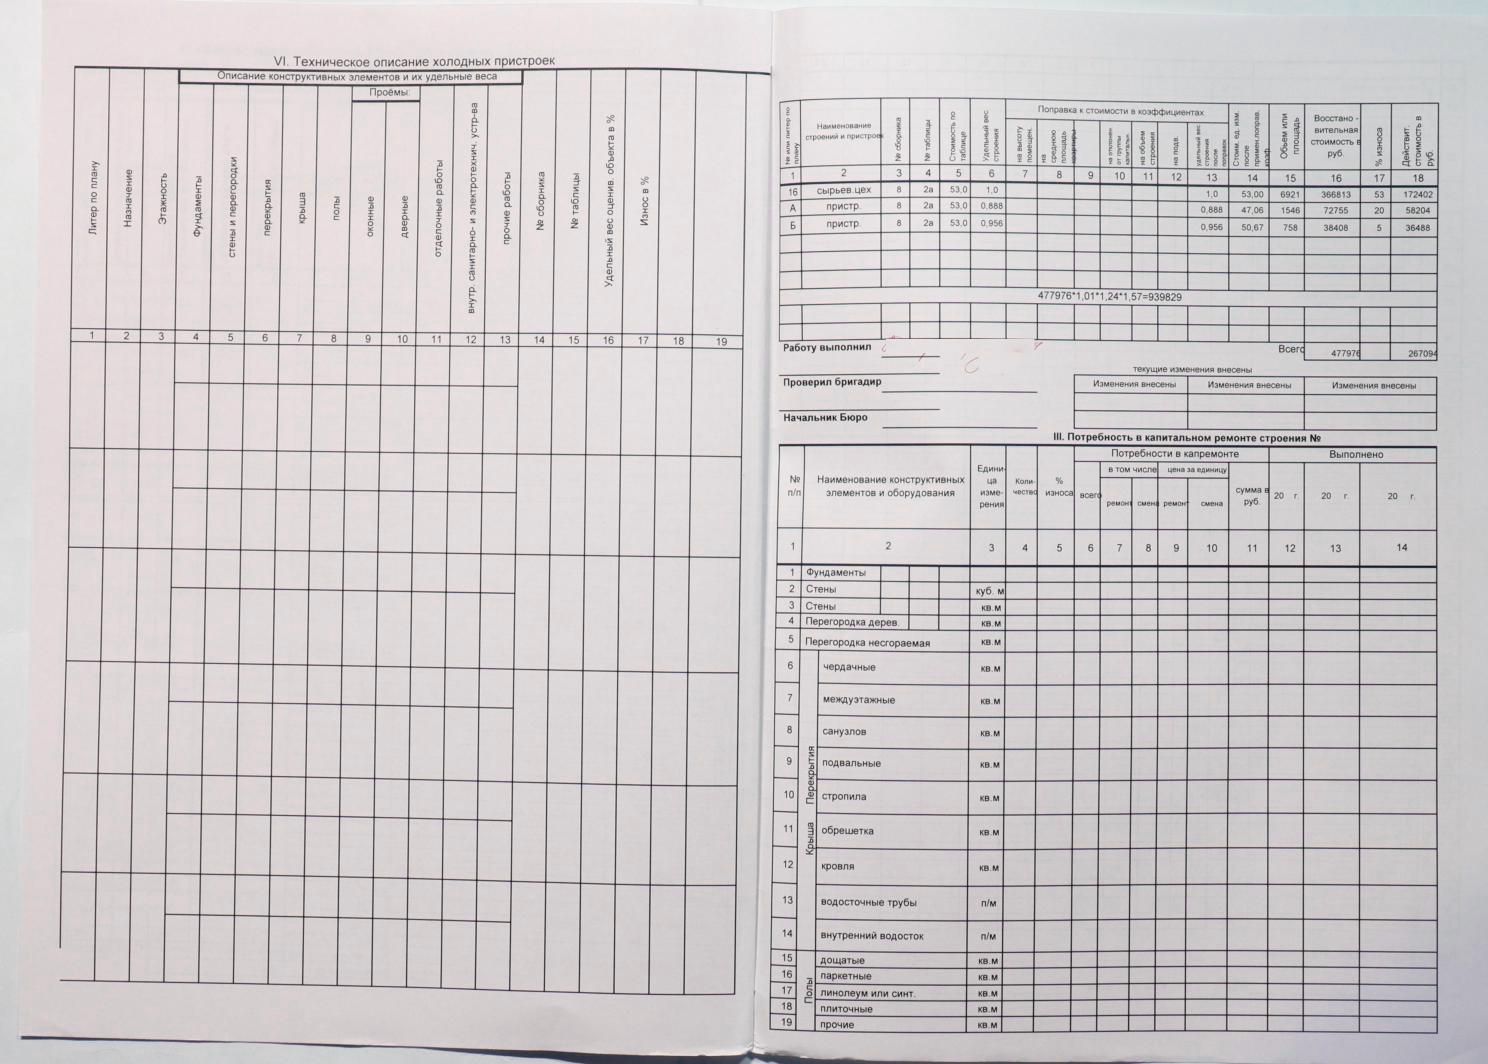 VI. Техническое описание холодных пристроек
Описание конструктивных элементов и их удельные веса
Проёмы:
Литер по плану
Назначение
Этажность
Фундаменты
стены и перегородки
перекрытия
крыша
полы
оконные
дверные
отделочные работы
внутр. санитарно- и электротехнич. устр-ва
прочие работы
№ сборника
№ таблицы
Удельный вес оценив. объекта в %
Износ в %
1 2 3 4 5 6 7 8 9 10 11 12 13 14 15 16 17 18 19
№ или литер по плану
Наименование строений и пристроек
№ сборника
№ таблицы
Стоимость по таблице
Удельный вес строения
Поправка к стоимости в коэффициентах
на высоту помещен.
на среднюю площадь квартиры
на отклонен от группы капитальн.
на объем строения
на подв.
удельный вес строения после поправок
Стоим. ед. изм. после примен.поправ. коэф.
Объем или площадь
Восстано - вительная стоимость в руб.
% износа
Действит. стоимость в руб.
1 2 3 4 5 6 7 8 9 10 11 12 13 14 15 16 17 18
16 сырьев.цех 8 2а 53,0 1,0 1,0 53,00 6921 366813 53 172402
А пристр. 8 2а 53,0 0,888 0,888 47,06 1546 72755 20 58204
Б пристр. 8 2а 53,0 0,956 0,956 50,67 758 38408 5 36488
477976*1,01*1,24*1,57=939829
Работу выполнил
Всего 477976 267094
текущие изменения внесены
Проверил бригадир
Изменения внесены Изменения внесены Изменения внесены
Начальник Бюро
III. Потребность в капитальном ремонте строения №
№ п/п
Наименование конструктивных элементов и оборудования
Едини- ца изме- рения
Коли- чество
% износа
Потребности в капремонте
всего
в том числе
ремонт смена
цена за единицу
ремонт смена
сумма в руб.
Выполнено
20 г. 20 г. 20 г.
1 2 3 4 5 6 7 8 9 10 11 12 13 14
1 Фундаменты
2 Стены куб. м
3 Стены кв.м
4 Перегородка дерев. кв.м
5 Перегородка несгораемая кв.м
Перекрытия
6 чердачные кв.м
7 междуэтажные кв.м
8 санузлов кв.м
9 подвальные кв.м
Крыша
10 стропила кв.м
11 обрешетка кв.м
12 кровля кв.м
13 водосточные трубы п/м
14 внутренний водосток п/м
Полы
15 дощатые кв.м
16 паркетные кв.м
17 линолеум или синт. кв.м
18 плиточные кв.м
19 прочие кв.м